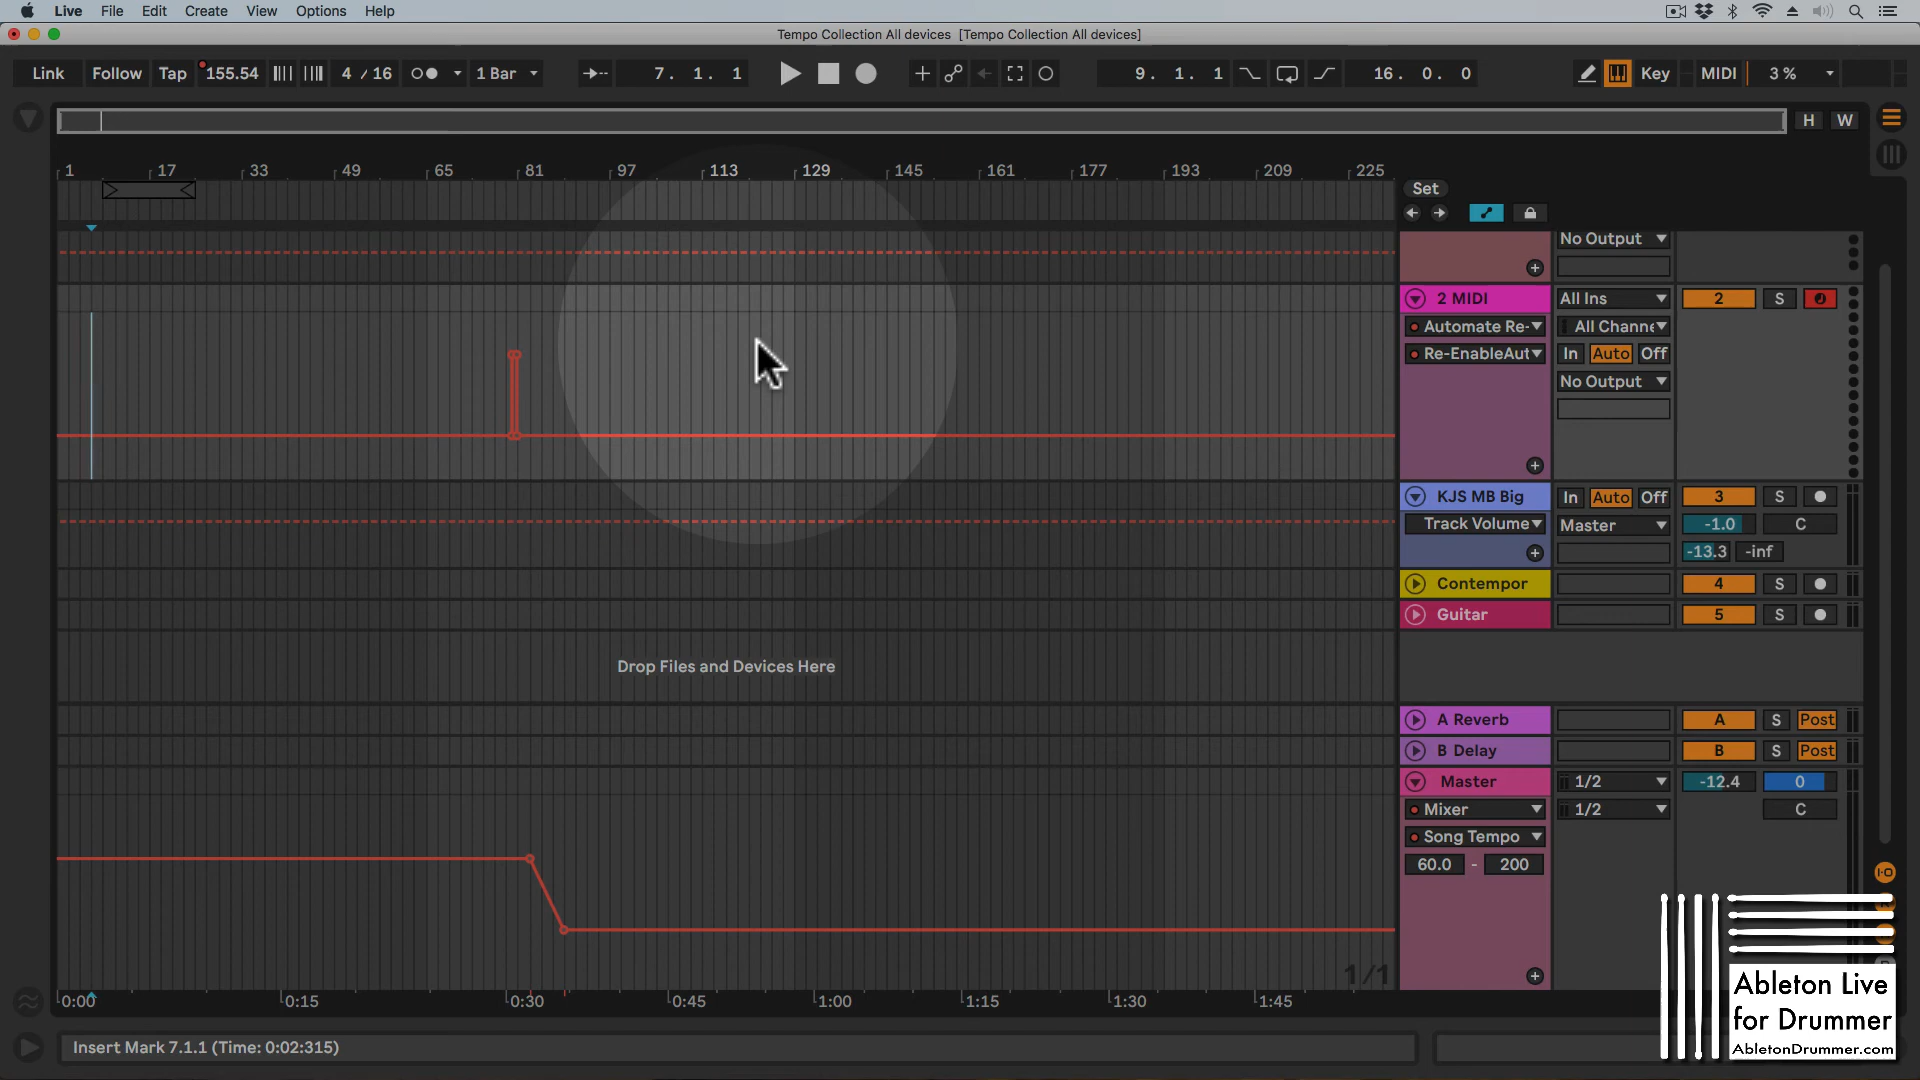 Live File Edit Create View Options Help
Tempo Collection All devices [Tempo Collection All devices]
Link Follow Tap 155.54 4 / 16 1 Bar 7. 1. 1 9. 1. 1 16. 0. 0 Key MIDI 3 %
H W
1 17 33 49 65 81 97 113 129 145 161 177 193 209 225
Set
No Output
2 MIDI All Ins 2 S
Automate Re- All Channe
Re-EnableAut In Auto Off
No Output
KJS MB Big In Auto Off 3 S
Track Volume Master -1.0 C
-13.3 -inf
Contempor 4 S
Guitar 5 S
Drop Files and Devices Here
A Reverb A S Post
B Delay B S Post
Master 1/2 -12.4 0
Mixer 1/2 C
Song Tempo
60.0 - 200
1/1
0:00 0:15 0:30 0:45 1:00 1:15 1:30 1:45
Insert Mark 7.1.1 (Time: 0:02:315)
Ableton Live
for Drummer
AbletonDrummer.com